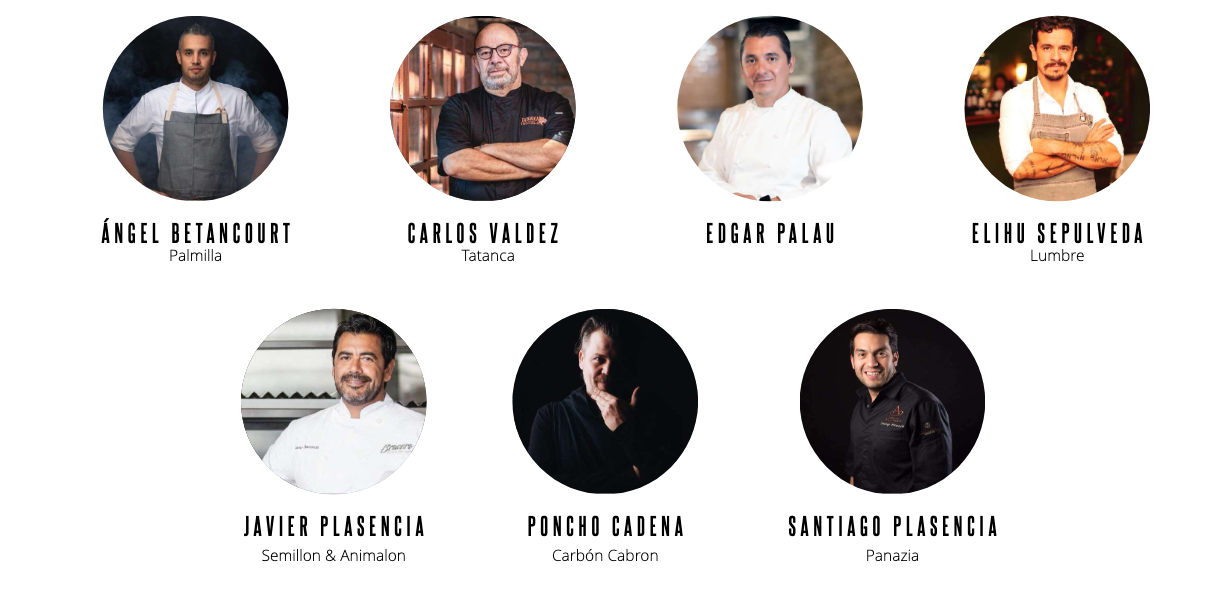 ÁNGEL BETANCOURT
Palmilla
CARLOS VALDEZ
Tatanca
EDGAR PALAU
ELIHU SEPULVEDA
Lumbre
JAVIER PLASENCIA
Semillon & Animalon
PONCHO CADENA
Carbón Cabron
SANTIAGO PLASENCIA
Panazia